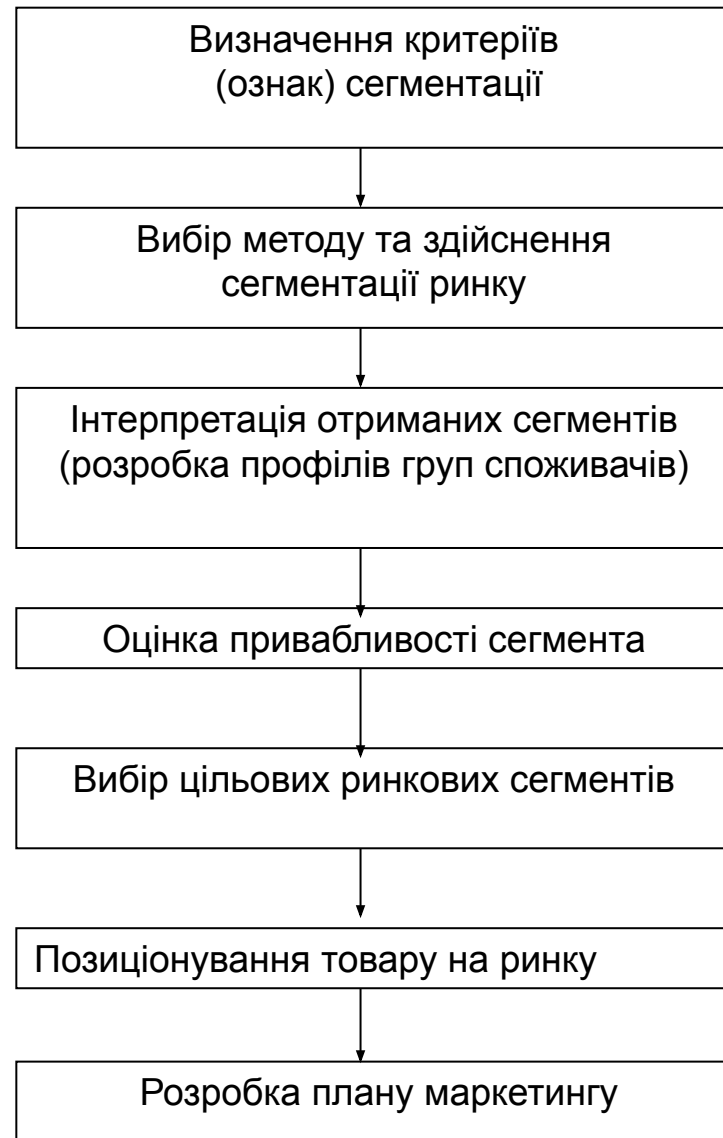 Визначення критеріїв
(ознак) сегментації
Вибір методу та здійснення
сегментації ринку
Інтерпретація отриманих сегментів
(розробка профілів груп споживачів)
Оцінка привабливості сегмента
Вибір цільових ринкових сегментів
Позиціонування товару на ринку
Розробка плану маркетингу